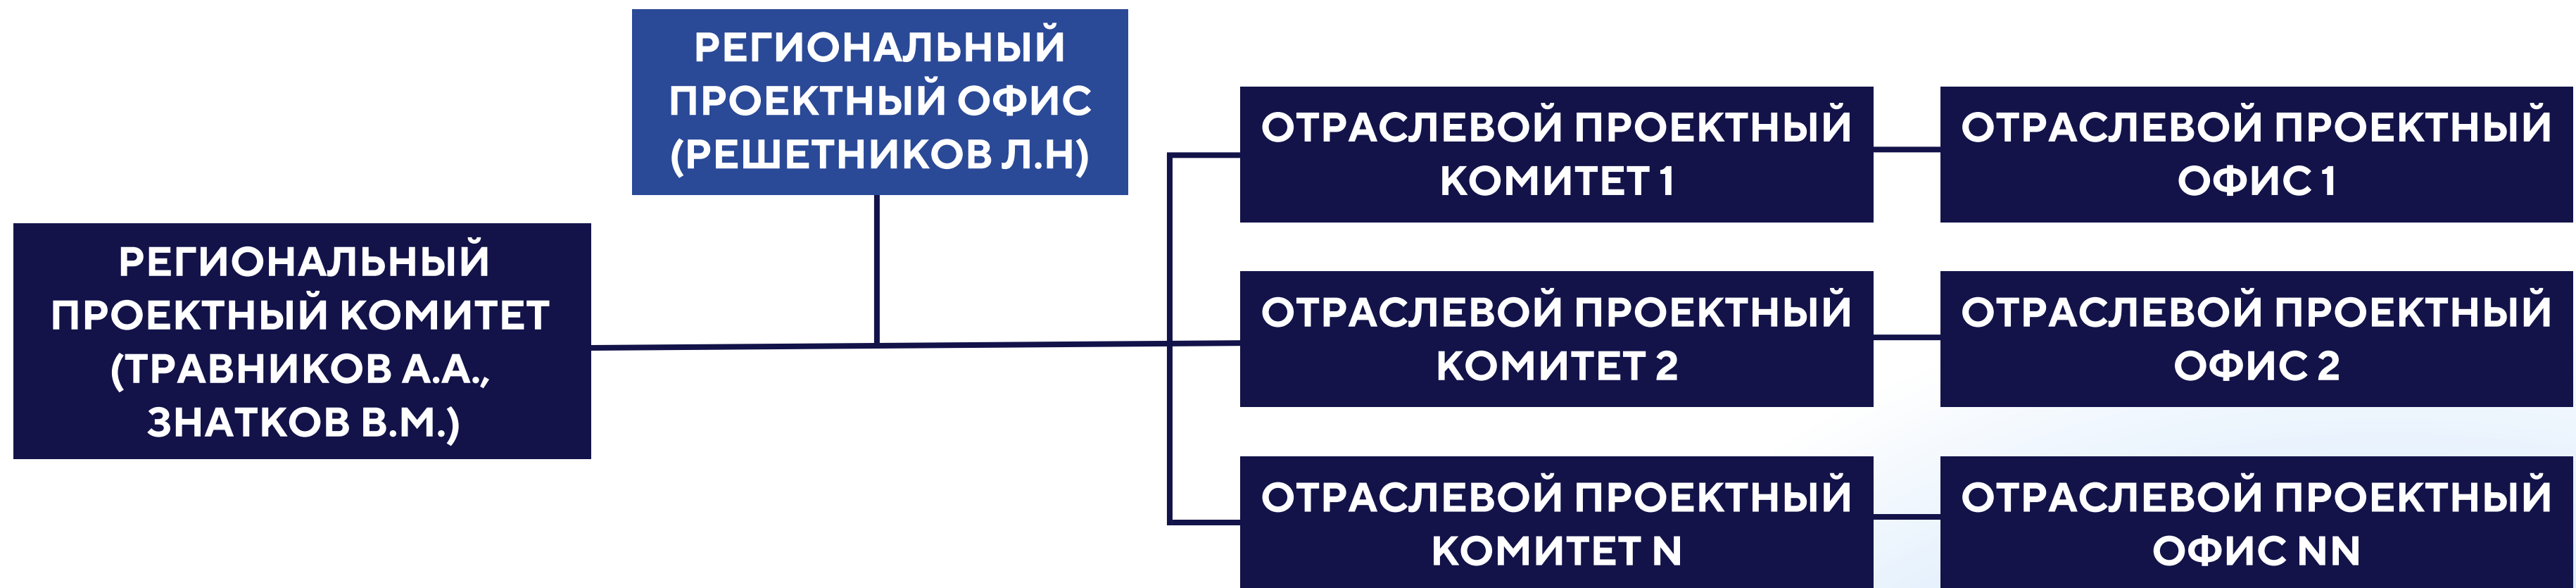 РЕГИОНАЛЬНЫЙ
ПРОЕКТНЫЙ ОФИС
(РЕШЕТНИКОВ Л.Н)
РЕГИОНАЛЬНЫЙ
ПРОЕКТНЫЙ КОМИТЕТ
(ТРАВНИКОВ А.А.,
ЗНАТКОВ В.М.)
ОТРАСЛЕВОЙ ПРОЕКТНЫЙ
КОМИТЕТ 1
ОТРАСЛЕВОЙ ПРОЕКТНЫЙ
ОФИС 1
ОТРАСЛЕВОЙ ПРОЕКТНЫЙ
КОМИТЕТ 2
ОТРАСЛЕВОЙ ПРОЕКТНЫЙ
ОФИС 2
ОТРАСЛЕВОЙ ПРОЕКТНЫЙ
КОМИТЕТ N
ОТРАСЛЕВОЙ ПРОЕКТНЫЙ
ОФИС NN